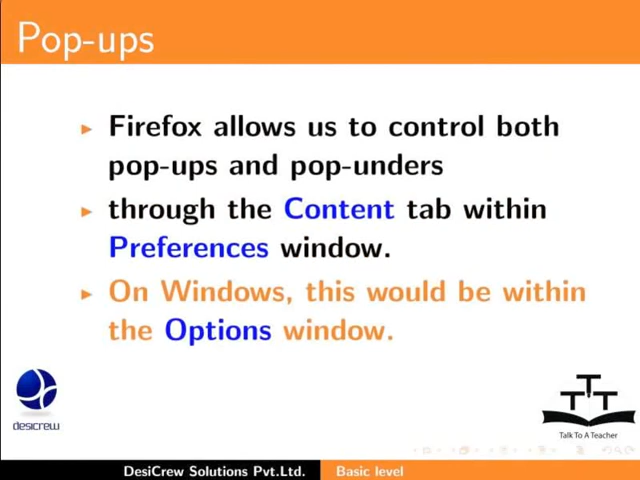 Pop-ups
Firefox allows us to control both
pop-ups and pop-unders
through the Content tab within
Preferences window.
On Windows, this would be within
the Options window.
desicrew
TTT
Talk To A Teacher
DesiCrew Solutions Pvt.Ltd. Basic level